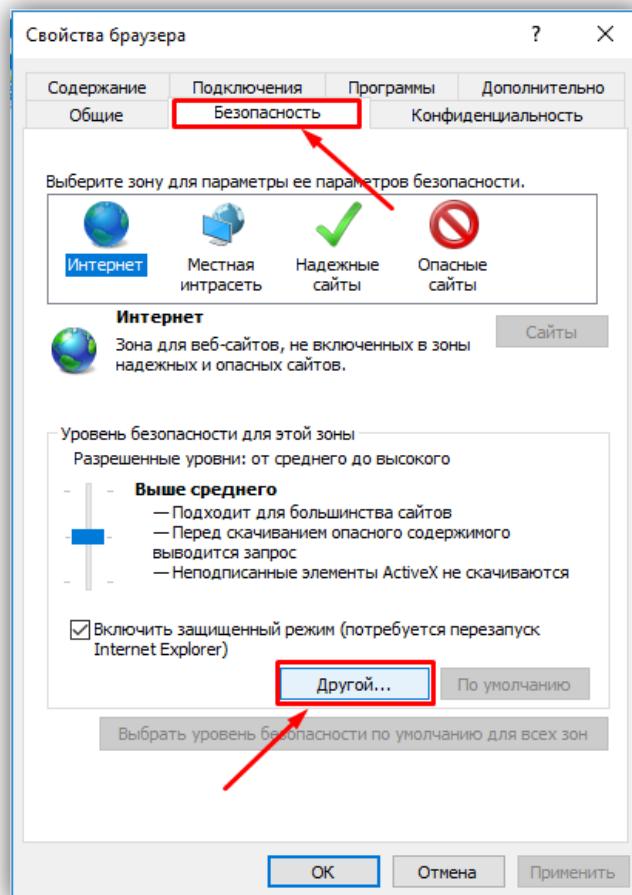 Свойства браузера ?
Содержание Подключения Программы Дополнительно
Общие Безопасность Конфиденциальность
Выберите зону для параметры ее параметров безопасности.
Интернет Местная интрасеть Надежные сайты Опасные сайты
Интернет
Сайты
Зона для веб-сайтов, не включенных в зоны
надежных и опасных сайтов.
Уровень безопасности для этой зоны
Разрешенные уровни: от среднего до высокого
Выше среднего
— Подходит для большинства сайтов
— Перед скачиванием опасного содержимого
выводится запрос
— Неподписанные элементы ActiveX не скачиваются
Включить защищенный режим (потребуется перезапуск
Internet Explorer)
Другой... По умолчанию
Выбрать уровень безопасности по умолчанию для всех зон
ОК Отмена Применить